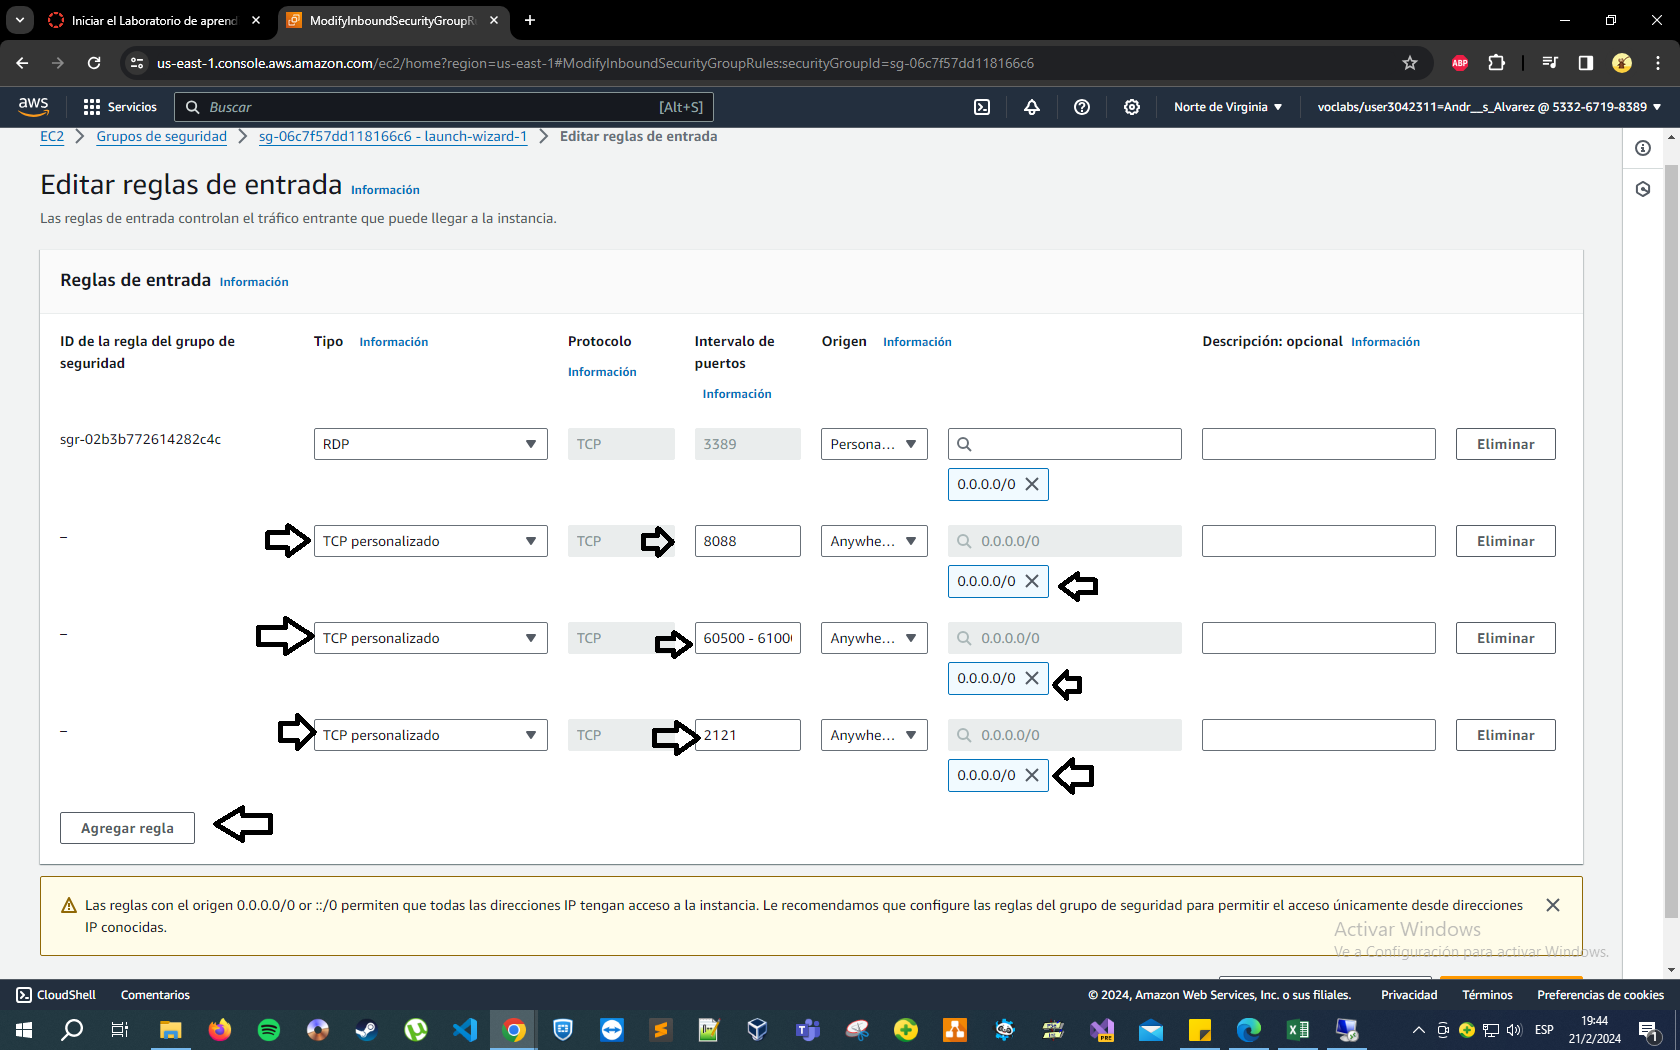 Iniciar el Laboratorio de aprend
ModifyInboundSecurityGroupRu
us-east-1.console.aws.amazon.com/ec2/home?region=us-east-1#ModifyInboundSecurityGroupRules:securityGroupId=sg-06c7f57dd118166c6
ABP
aws
Servicios
Buscar
[Alt+S]
Norte de Virginia
voclabs/user3042311=Andr__s_Alvarez @ 5332-6719-8389
EC2 > Grupos de seguridad > sg-06c7f57dd118166c6 - launch-wizard-1 > Editar reglas de entrada
Editar reglas de entrada Información
Las reglas de entrada controlan el tráfico entrante que puede llegar a la instancia.
Reglas de entrada Información
ID de la regla del grupo de seguridad
Tipo Información
Protocolo Información
Intervalo de puertos Información
Origen Información
Descripción: opcional Información
sgr-02b3b772614282c4c
RDP
TCP
3389
Persona...
0.0.0.0/0
Eliminar
–
TCP personalizado
TCP
8088
Anywhe...
0.0.0.0/0
0.0.0.0/0
Eliminar
–
TCP personalizado
TCP
60500 - 6100
Anywhe...
0.0.0.0/0
0.0.0.0/0
Eliminar
–
TCP personalizado
TCP
2121
Anywhe...
0.0.0.0/0
0.0.0.0/0
Eliminar
Agregar regla
Las reglas con el origen 0.0.0.0/0 or ::/0 permiten que todas las direcciones IP tengan acceso a la instancia. Le recomendamos que configure las reglas del grupo de seguridad para permitir el acceso únicamente desde direcciones
IP conocidas.
Activar Windows
Ve a Configuración para activar Windows.
CloudShell
Comentarios
© 2024, Amazon Web Services, Inc. o sus filiales.
Privacidad
Términos
Preferencias de cookies
PRE
ESP
19:44
21/2/2024
1